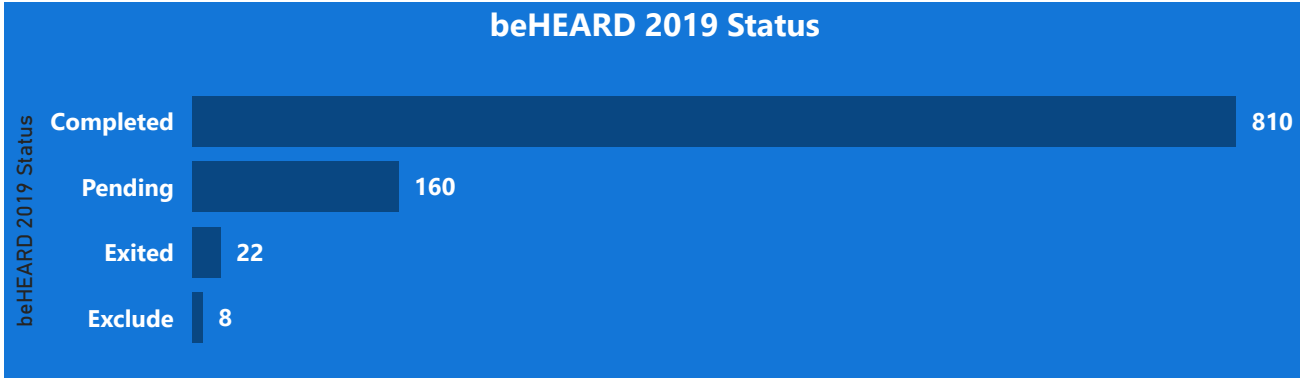 beHEARD 2019 Status
beHEARD 2019 Status
Completed 810
Pending 160
Exited 22
Exclude 8